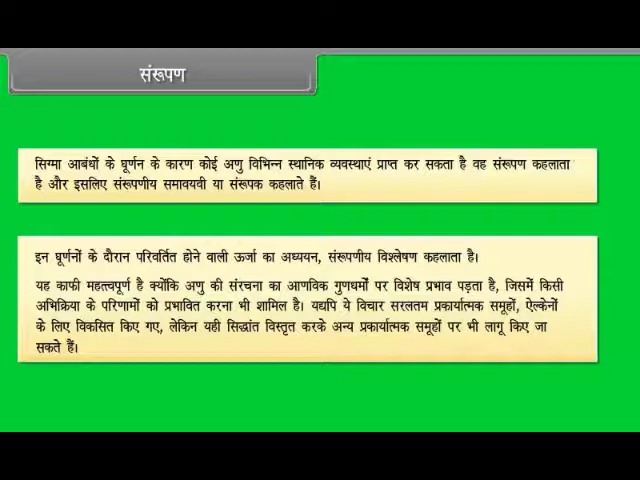 संरूपण
सिग्मा आबंधों के घूर्णन के कारण कोई अणु विभिन्न स्थानिक व्यवस्थाएं प्राप्त कर सकता है वह संरूपण कहलाता
है और इसलिए संरूपणीय समावयवी या संरूपक कहलाते हैं।
इन घूर्णनों के दौरान परिवर्तित होने वाली ऊर्जा का अध्ययन, संरूपणीय विश्लेषण कहलाता है।
यह काफी महत्वपूर्ण है क्योंकि अणु की संरचना का आणविक गुणधर्मों पर विशेष प्रभाव पड़ता है, जिसमें किसी
अभिक्रिया के परिणामों को प्रभावित करना भी शामिल है। यद्यपि ये विचार सरलतम प्रकार्यात्मक समूहों, ऐल्केनों
के लिए विकसित किए गए, लेकिन यही सिद्धांत विस्तृत करके अन्य प्रकार्यात्मक समूहों पर भी लागू किए जा
सकते हैं।